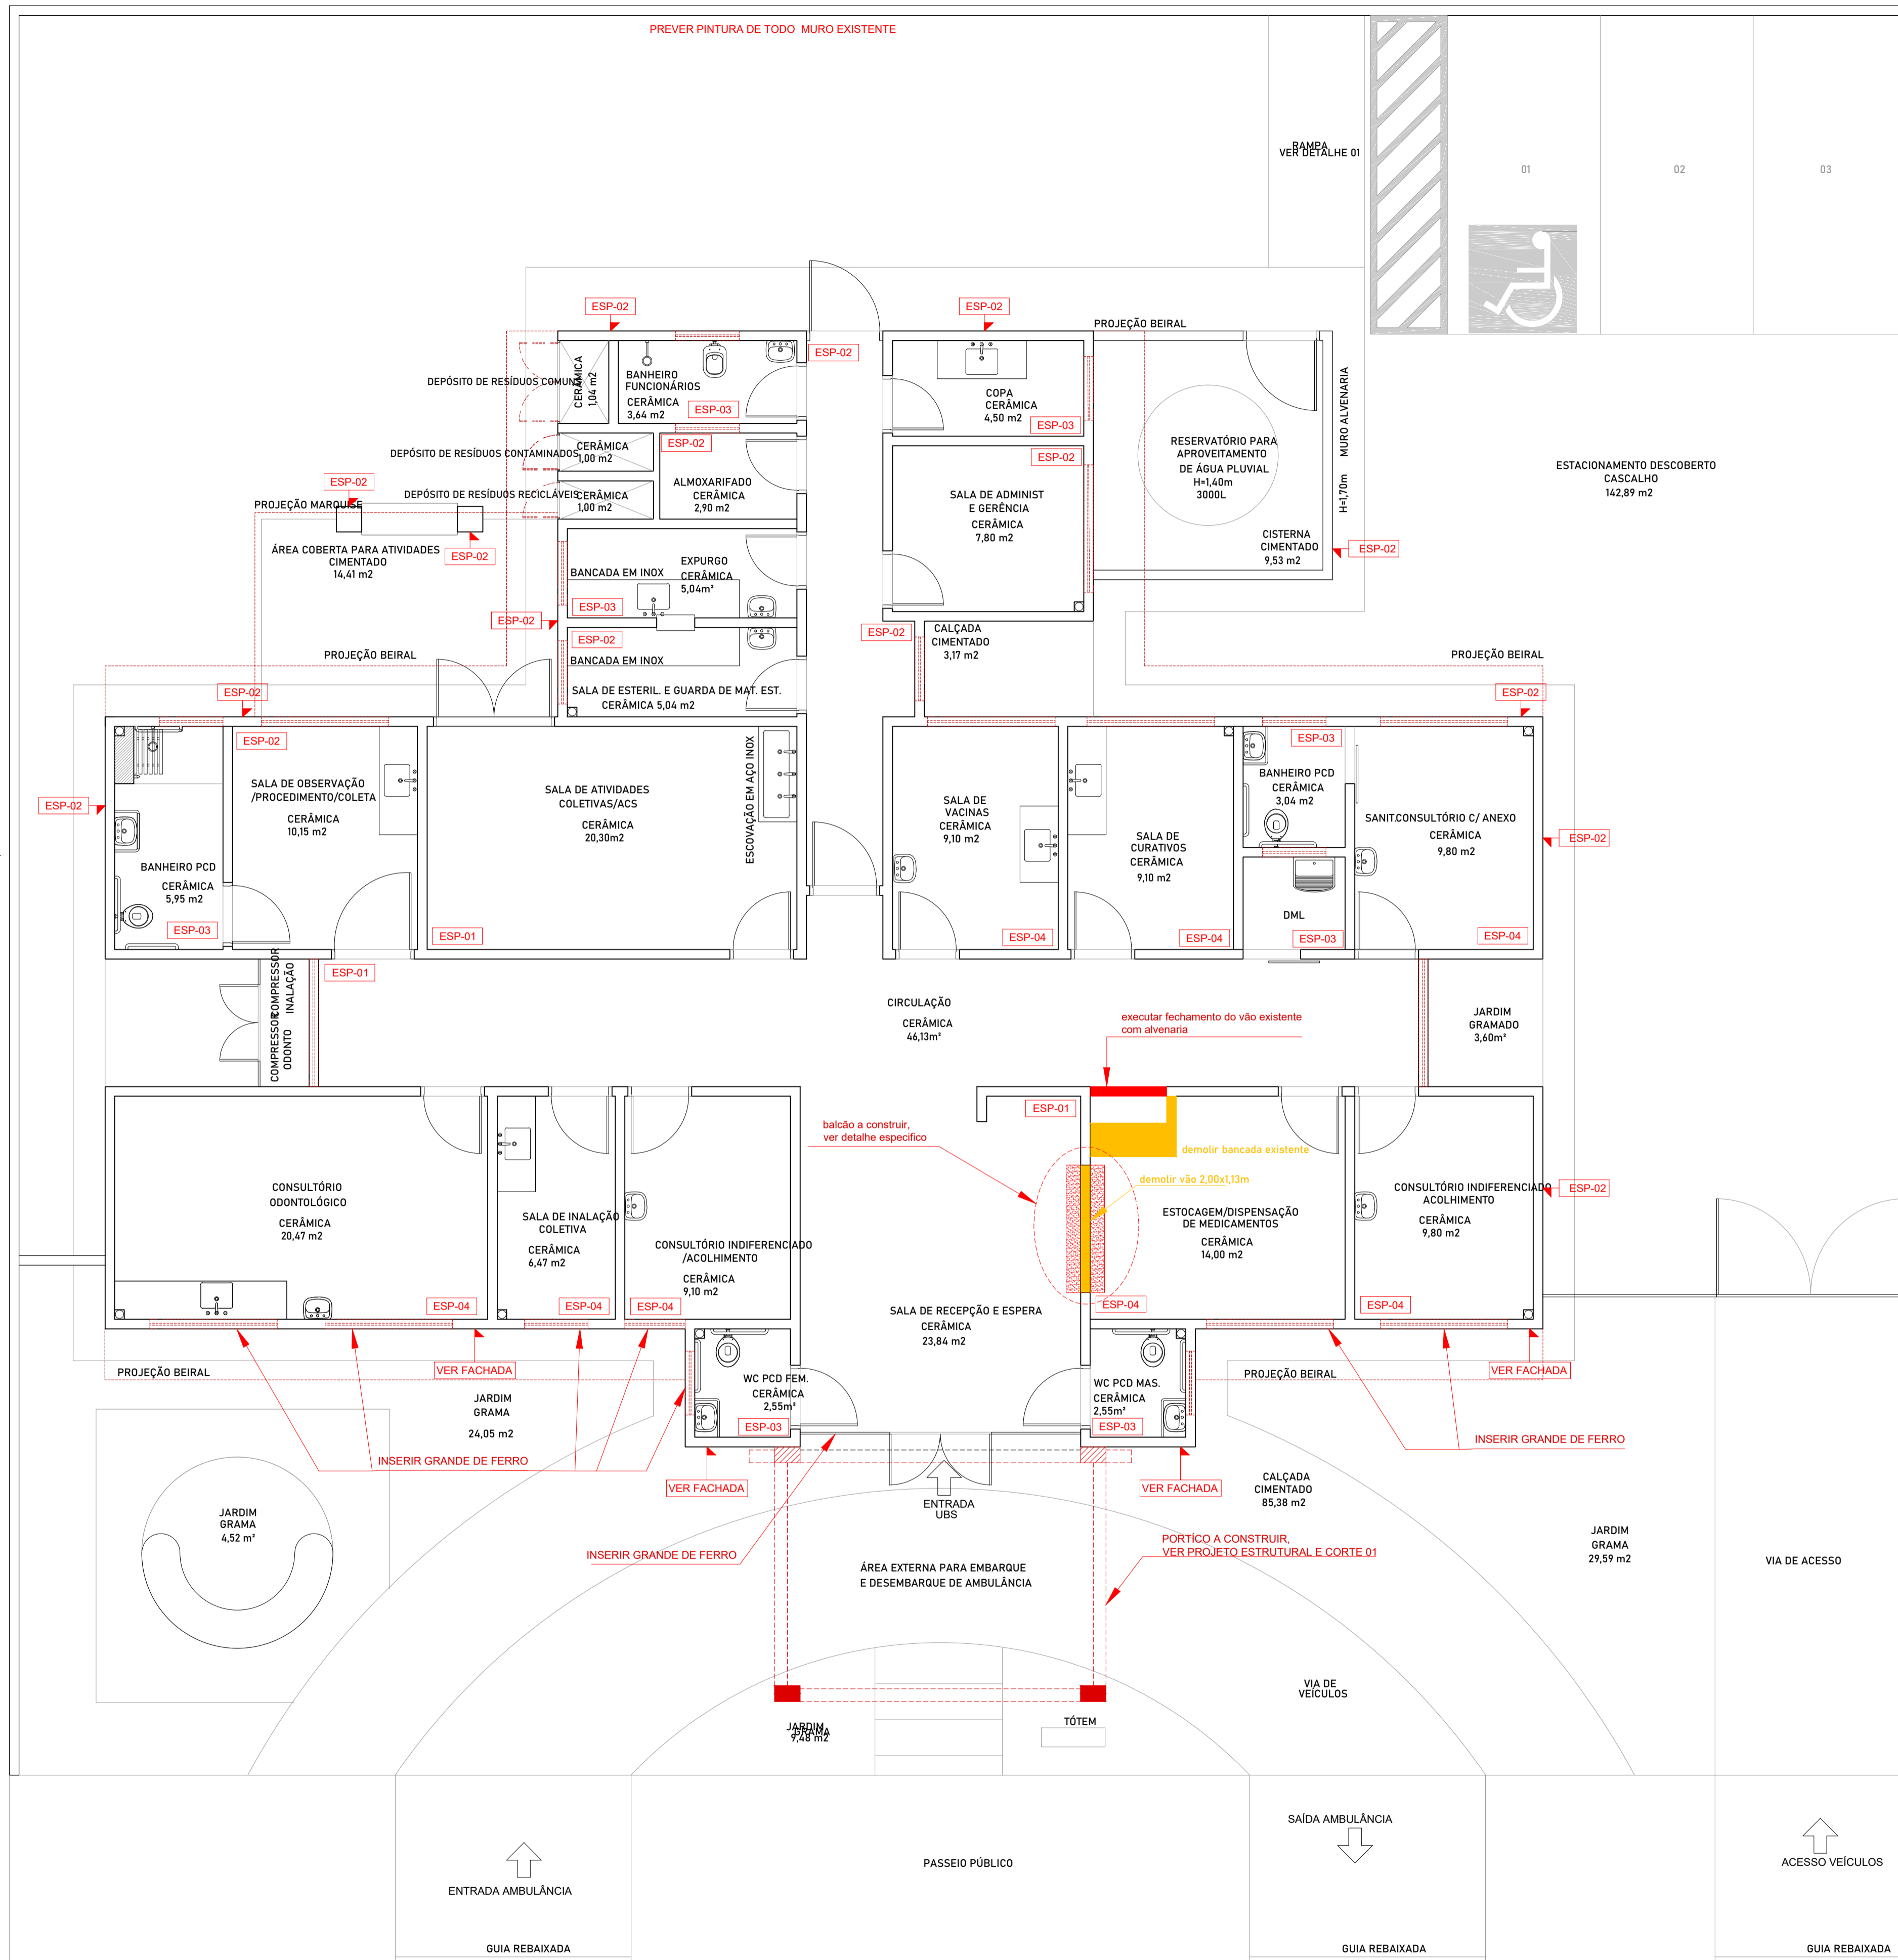 PREVER PINTURA DE TODO  MURO EXISTENTE
RAMPA
VER DETALHE 01
01
02
03
ESP-02
ESP-02
PROJEÇÃO BEIRAL
ESP-02
DEPÓSITO DE RESÍDUOS COMUNS
CERÂMICA
1,04 m2
BANHEIRO
FUNCIONÁRIOS
CERÂMICA
3,64 m2
ESP-03
COPA
CERÂMICA
4,50 m2
ESP-03
H=1,70m    MURO ALVENARIA
DEPÓSITO DE RESÍDUOS CONTAMINADOS
CERÂMICA
1,00 m2
ESP-02
ESP-02
RESERVATÓRIO PARA
APROVEITAMENTO
DE ÁGUA PLUVIAL
H=1,40m
3000L
ESTACIONAMENTO DESCOBERTO
CASCALHO
142,89 m2
ESP-02
DEPÓSITO DE RESÍDUOS RECICLÁVEIS
CERÂMICA
1,00 m2
ALMOXARIFADO
CERÂMICA
2,90 m2
SALA DE ADMINIST
E GERÊNCIA
CERÂMICA
7,80 m2
PROJEÇÃO MARQUISE
ÁREA COBERTA PARA ATIVIDADES
CIMENTADO
14,41 m2
ESP-02
CISTERNA
CIMENTADO
9,53 m2
ESP-02
BANCADA EM INOX
EXPURGO
CERÂMICA
5,04m²
ESP-03
ESP-02
ESP-02
ESP-02
CALÇADA
CIMENTADO
3,17 m2
PROJEÇÃO BEIRAL
BANCADA EM INOX
PROJEÇÃO BEIRAL
ESP-02
SALA DE ESTERIL. E GUARDA DE MAT. EST.
CERÂMICA 5,04 m2
ESP-02
ESP-02
ESP-03
SALA DE OBSERVAÇÃO
/PROCEDIMENTO/COLETA
CERÂMICA
10,15 m2
SALA DE ATIVIDADES
COLETIVAS/ACS
CERÂMICA
20,30m2
ESCOVAÇÃO EM AÇO INOX
ESP-02
SALA DE
VACINAS
CERÂMICA
9,10 m2
SALA DE
CURATIVOS
CERÂMICA
9,10 m2
BANHEIRO PCD
CERÂMICA
3,04 m2
SANIT.CONSULTÓRIO C/ ANEXO
CERÂMICA
9,80 m2
ESP-02
BANHEIRO PCD
CERÂMICA
5,95 m2
ESP-03
ESP-01
ESP-04
ESP-04
DML
ESP-03
ESP-04
COMPRESSOR
INALAÇÃO
COMPRESSOR
ODONTO
ESP-01
CIRCULAÇÃO
CERÂMICA
46,13m²
executar fechamento do vão existente
com alvenaria
JARDIM
GRAMADO
3,60m²
ESP-01
balcão a construir,
ver detalhe especifico
demolir bancada existente
demolir vão 2,00x1,13m
CONSULTÓRIO
ODONTOLÓGICO
CERÂMICA
20,47 m2
SALA DE INALAÇÃO
COLETIVA
CERÂMICA
6,47 m2
CONSULTÓRIO INDIFERENCIADO
/ACOLHIMENTO
CERÂMICA
9,10 m2
ESTOCAGEM/DISPENSAÇÃO
DE MEDICAMENTOS
CERÂMICA
14,00 m2
CONSULTÓRIO INDIFERENCIADO
ACOLHIMENTO
CERÂMICA
9,80 m2
ESP-02
ESP-04
ESP-04
ESP-04
SALA DE RECEPÇÃO E ESPERA
CERÂMICA
23,84 m2
ESP-04
ESP-04
PROJEÇÃO BEIRAL
VER FACHADA
WC PCD FEM.
CERÂMICA
2,55m²
ESP-03
WC PCD MAS.
CERÂMICA
2,55m²
ESP-03
PROJEÇÃO BEIRAL
VER FACHADA
JARDIM
GRAMA
24,05 m2
INSERIR GRANDE DE FERRO
INSERIR GRANDE DE FERRO
VER FACHADA
VER FACHADA
ENTRADA
UBS
CALÇADA
CIMENTADO
85,38 m2
JARDIM
GRAMA
4,52 m²
INSERIR GRANDE DE FERRO
ÁREA EXTERNA PARA EMBARQUE
E DESEMBARQUE DE AMBULÂNCIA
PORTÍCO A CONSTRUIR,
VER PROJETO ESTRUTURAL E CORTE 01
JARDIM
GRAMA
29,59 m2
VIA DE ACESSO
VIA DE
VEÍCULOS
JARDIM
GRAMA
9,48 m2
TÓTEM
SAÍDA AMBULÂNCIA
ENTRADA AMBULÂNCIA
PASSEIO PÚBLICO
ACESSO VEÍCULOS
GUIA REBAIXADA
GUIA REBAIXADA
GUIA REBAIXADA